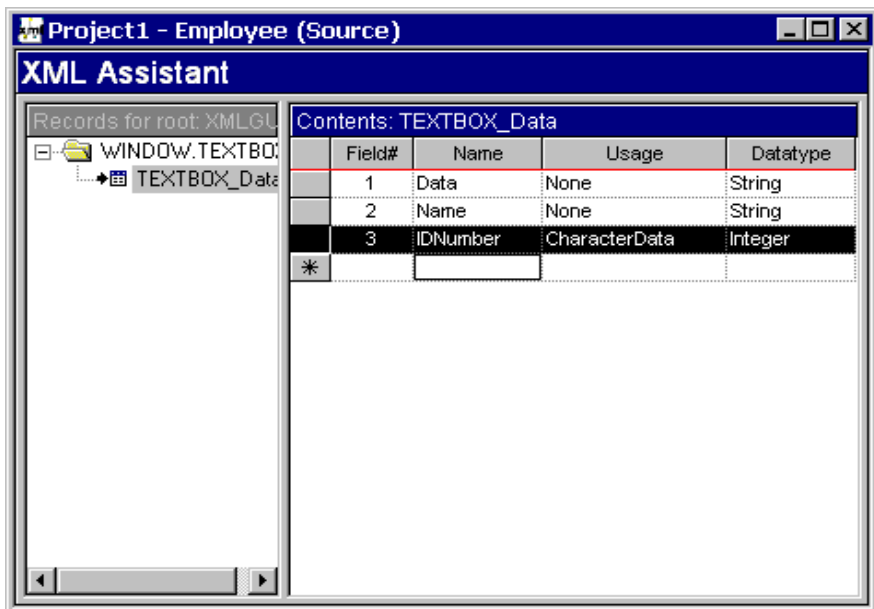 xml Project1 - Employee (Source)
XML Assistant
Records for root: XMLGU
WINDOW.TEXTBO
TEXTBOX_Data
Contents: TEXTBOX_Data
Field# Name Usage Datatype
1 Data None String
2 Name None String
3 IDNumber CharacterData Integer